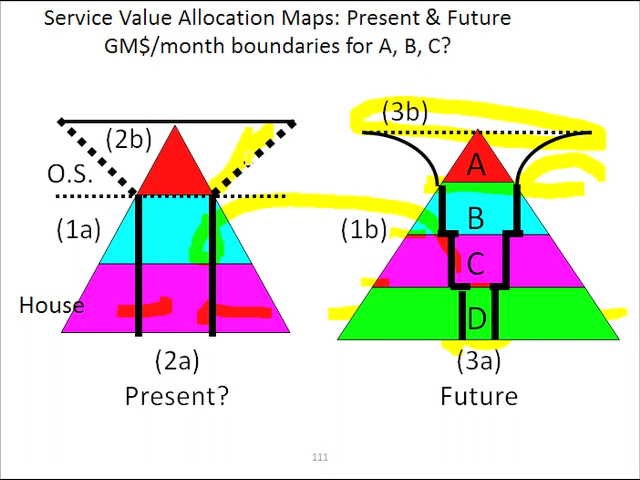 Service Value Allocation Maps: Present & Future
GM$/month boundaries for A, B, C?
(2b)
O.S.
(1a)
House
(2a)
Present?
(3b)
A
(1b)
B
C
D
(3a)
Future
111